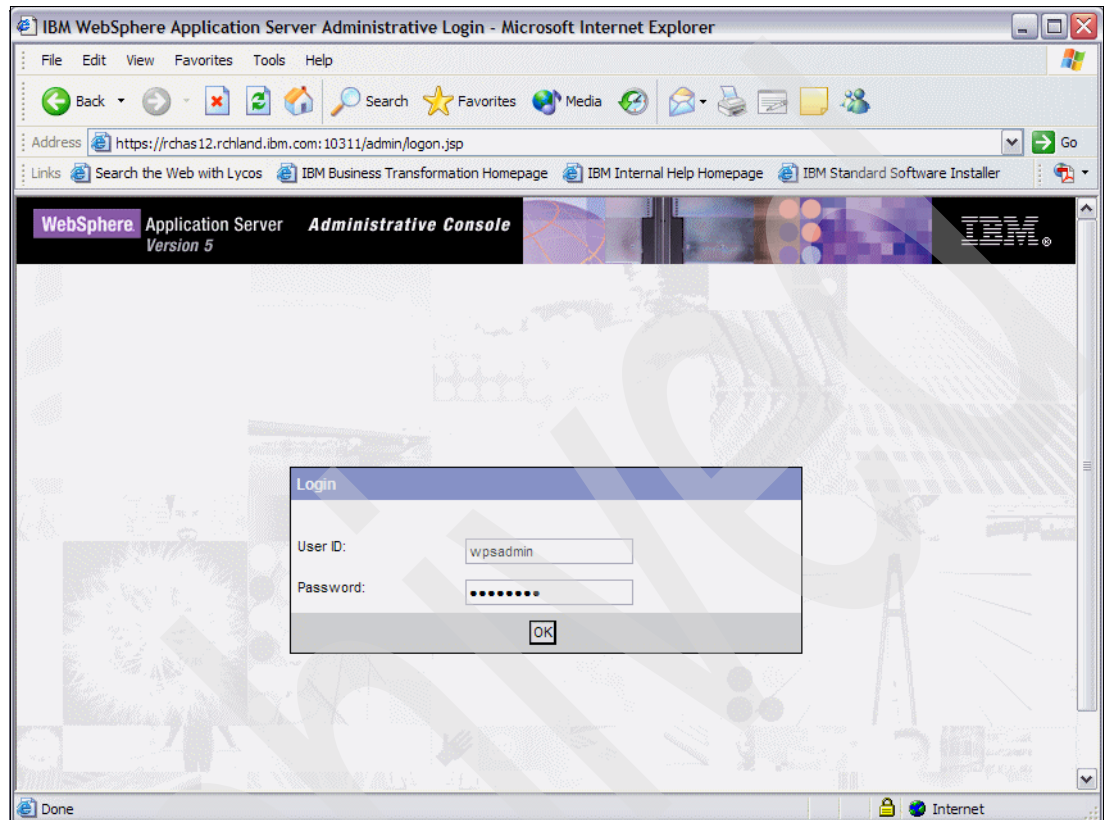 IBM WebSphere Application Server Administrative Login - Microsoft Internet Explorer
File Edit View Favorites Tools Help
Back Search Favorites Media
Address https://rchas12.rchland.ibm.com:10311/admin/logon.jsp Go
Links Search the Web with Lycos IBM Business Transformation Homepage IBM Internal Help Homepage IBM Standard Software Installer
WebSphere. Application Server Administrative Console IBM®
Version 5
Login
User ID: wpsadmin
Password: ••••••••
OK
Done Internet